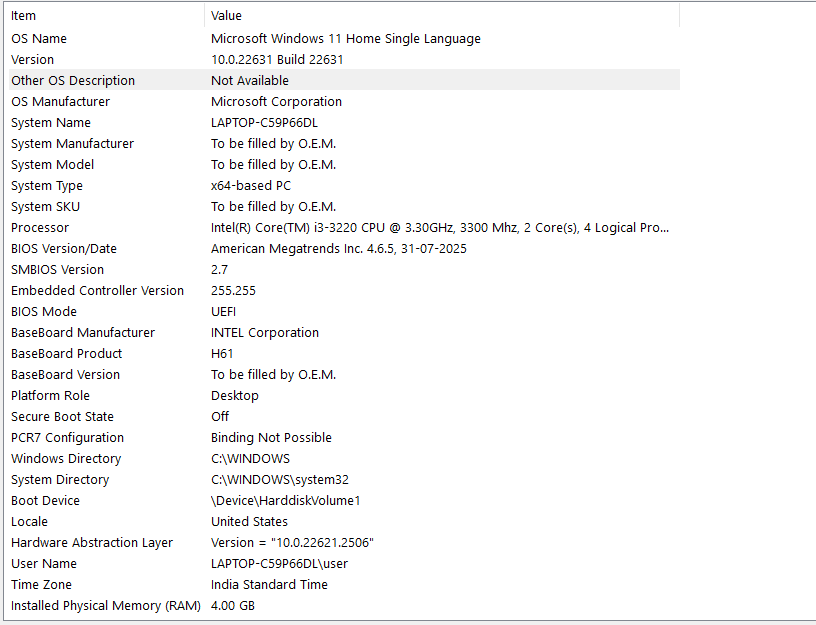 Item Value
OS Name Microsoft Windows 11 Home Single Language
Version 10.0.22631 Build 22631
Other OS Description Not Available
OS Manufacturer Microsoft Corporation
System Name LAPTOP-C59P66DL
System Manufacturer To be filled by O.E.M.
System Model To be filled by O.E.M.
System Type x64-based PC
System SKU To be filled by O.E.M.
Processor Intel(R) Core(TM) i3-3220 CPU @ 3.30GHz, 3300 Mhz, 2 Core(s), 4 Logical Pro...
BIOS Version/Date American Megatrends Inc. 4.6.5, 31-07-2025
SMBIOS Version 2.7
Embedded Controller Version 255.255
BIOS Mode UEFI
BaseBoard Manufacturer INTEL Corporation
BaseBoard Product H61
BaseBoard Version To be filled by O.E.M.
Platform Role Desktop
Secure Boot State Off
PCR7 Configuration Binding Not Possible
Windows Directory C:\WINDOWS
System Directory C:\WINDOWS\system32
Boot Device \Device\HarddiskVolume1
Locale United States
Hardware Abstraction Layer Version = "10.0.22621.2506"
User Name LAPTOP-C59P66DL\user
Time Zone India Standard Time
Installed Physical Memory (RAM) 4.00 GB